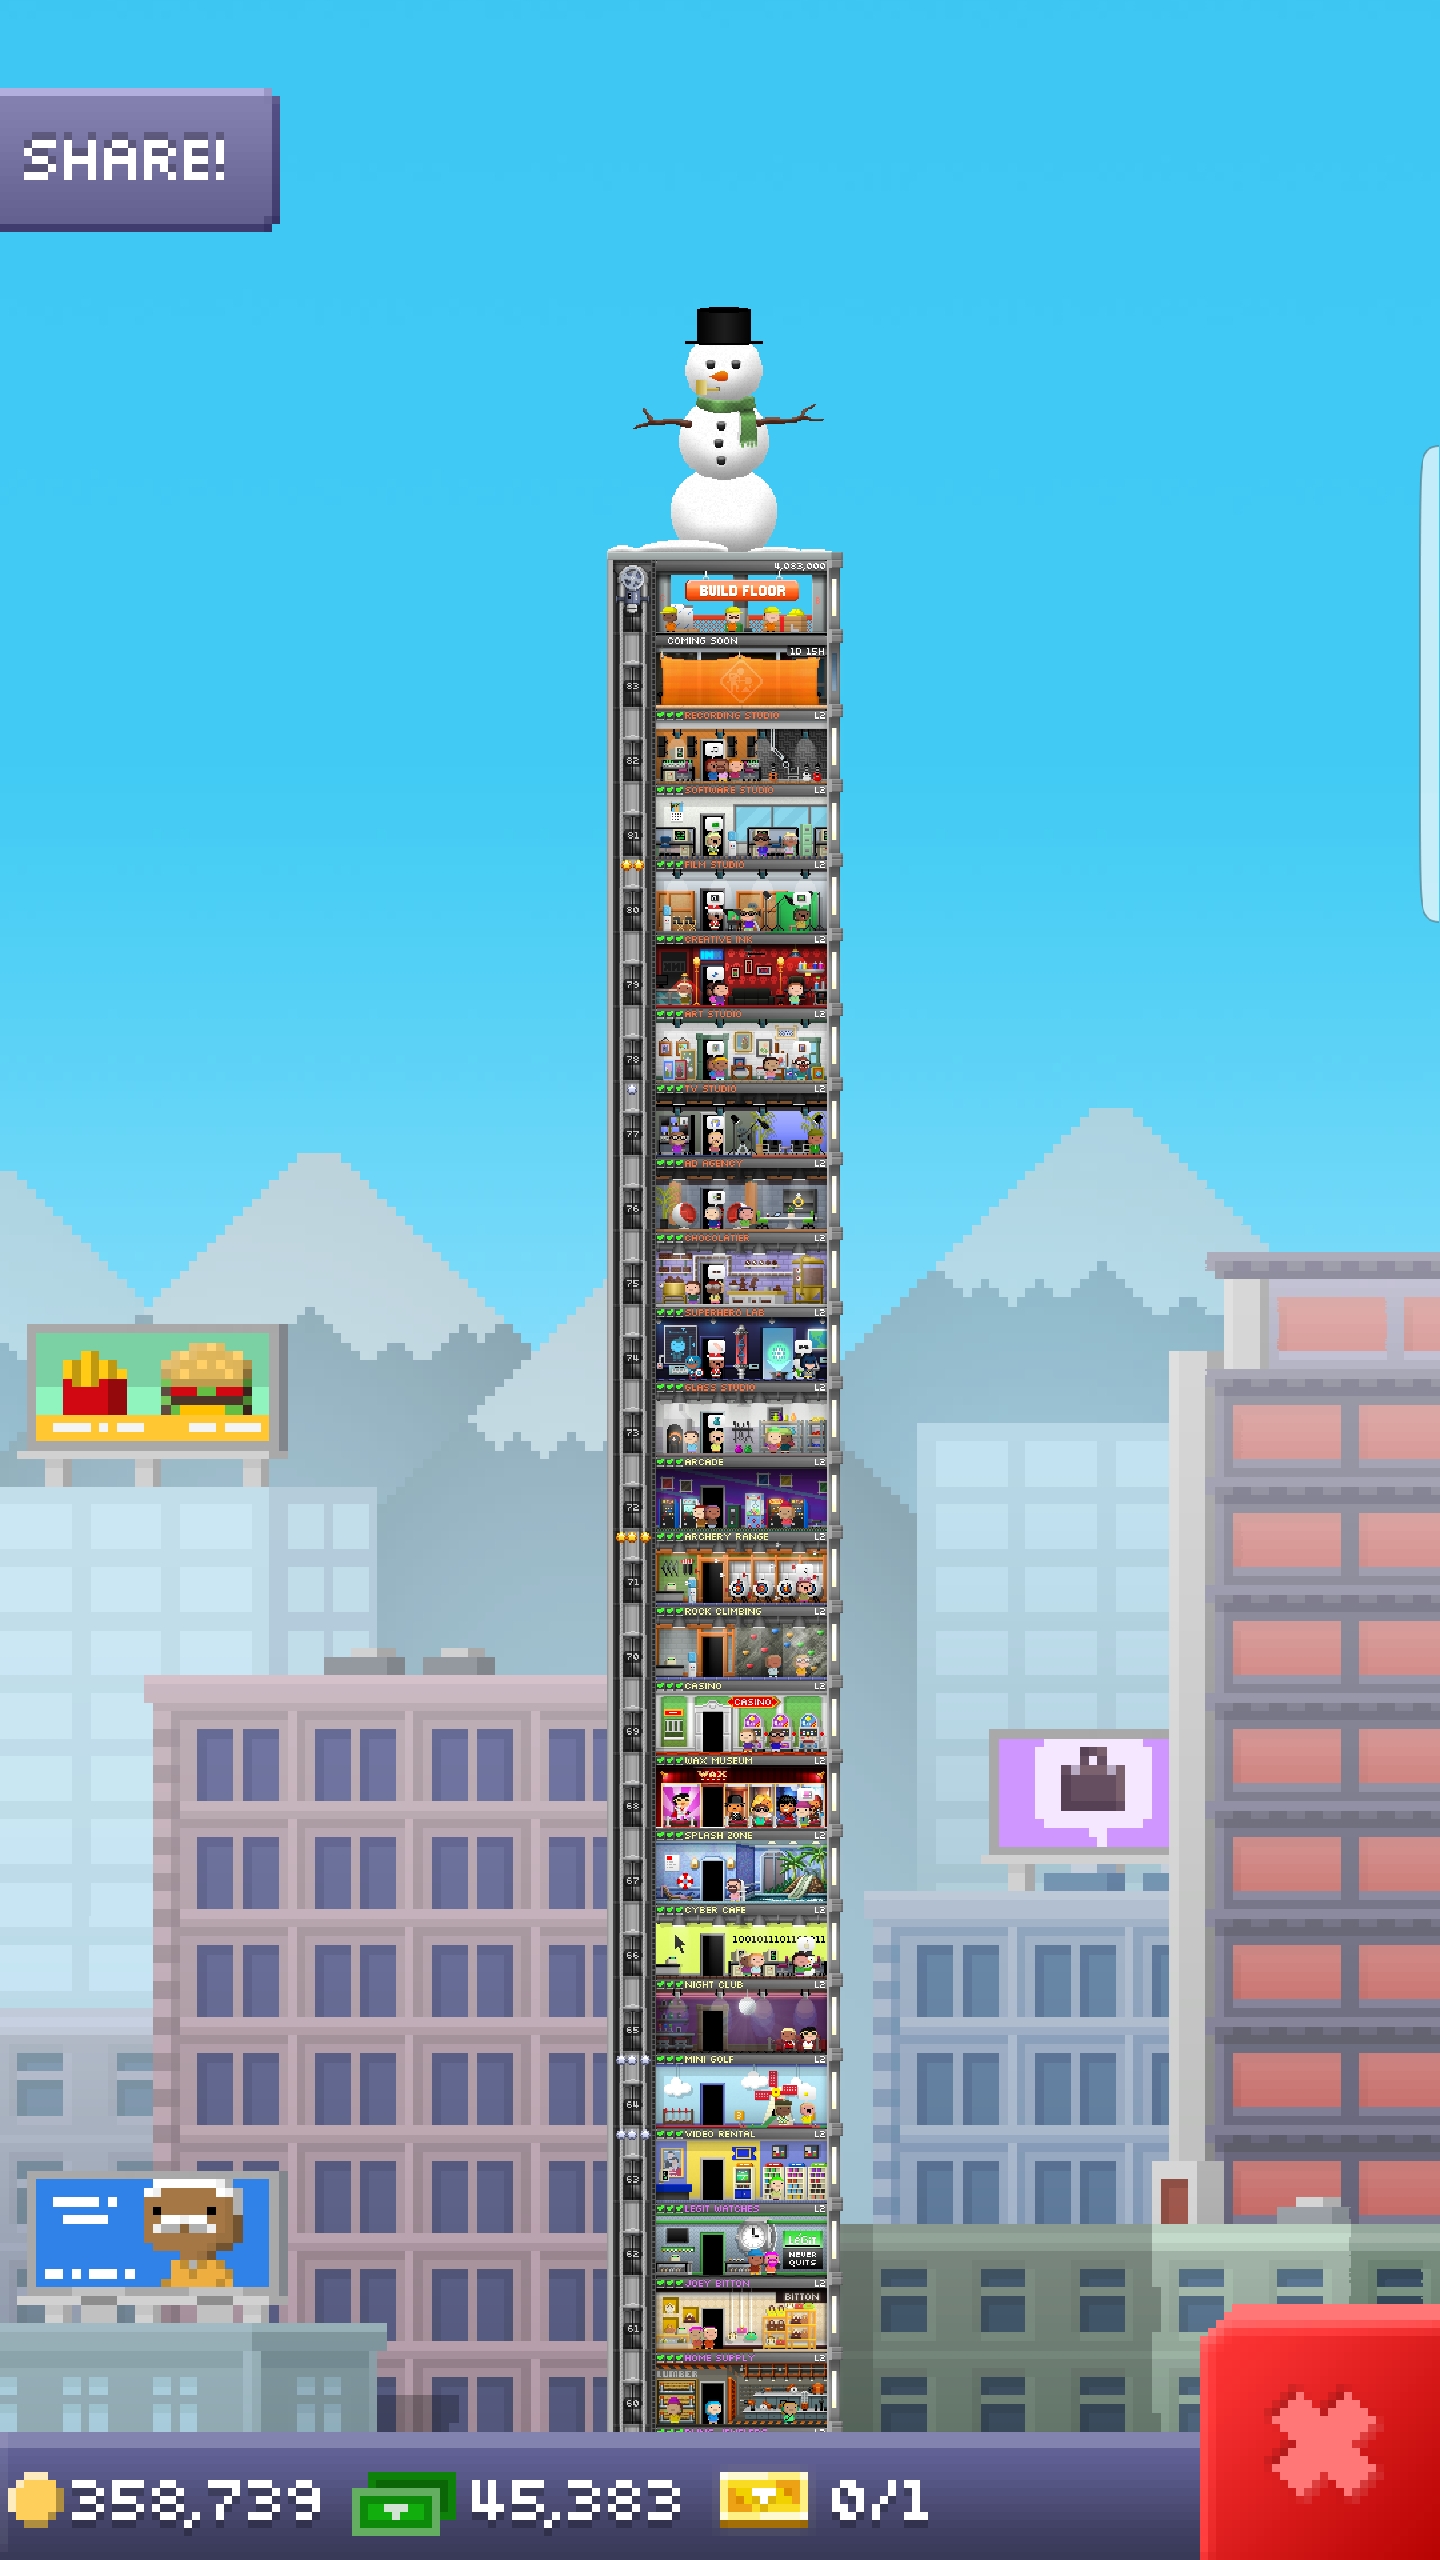 SHARE!
4,083,000
BUILD FLOOR
COMING SOON
1D 15H
83
RECORDING STUDIO L2
82
SOFTWARE STUDIO L2
81
FILM STUDIO L2
80
CREATIVE INK L2
INK
79
ART STUDIO L2
78
TV STUDIO L2
77
AD AGENCY L2
76
CHOCOLATIER L2
75
SUPERHERO LAB L2
74
GLASS STUDIO L2
73
ARCADE L2
72
ARCHERY RANGE L2
71
ROCK CLIMBING L2
70
CASINO L2
CASINO
69
WAX MUSEUM L2
WAX
68
SPLASH ZONE L2
67
CYBER CAFE L2
66
NIGHT CLUB L2
65
MINI GOLF L2
64
VIDEO RENTAL L2
63
LEGIT WATCHES L2
LEGIT
NEVER
QUITS
62
JOEY BITTON L2
BITTON
61
HOME SUPPLY L2
LUMBER
60
358,739 45,383 0/1